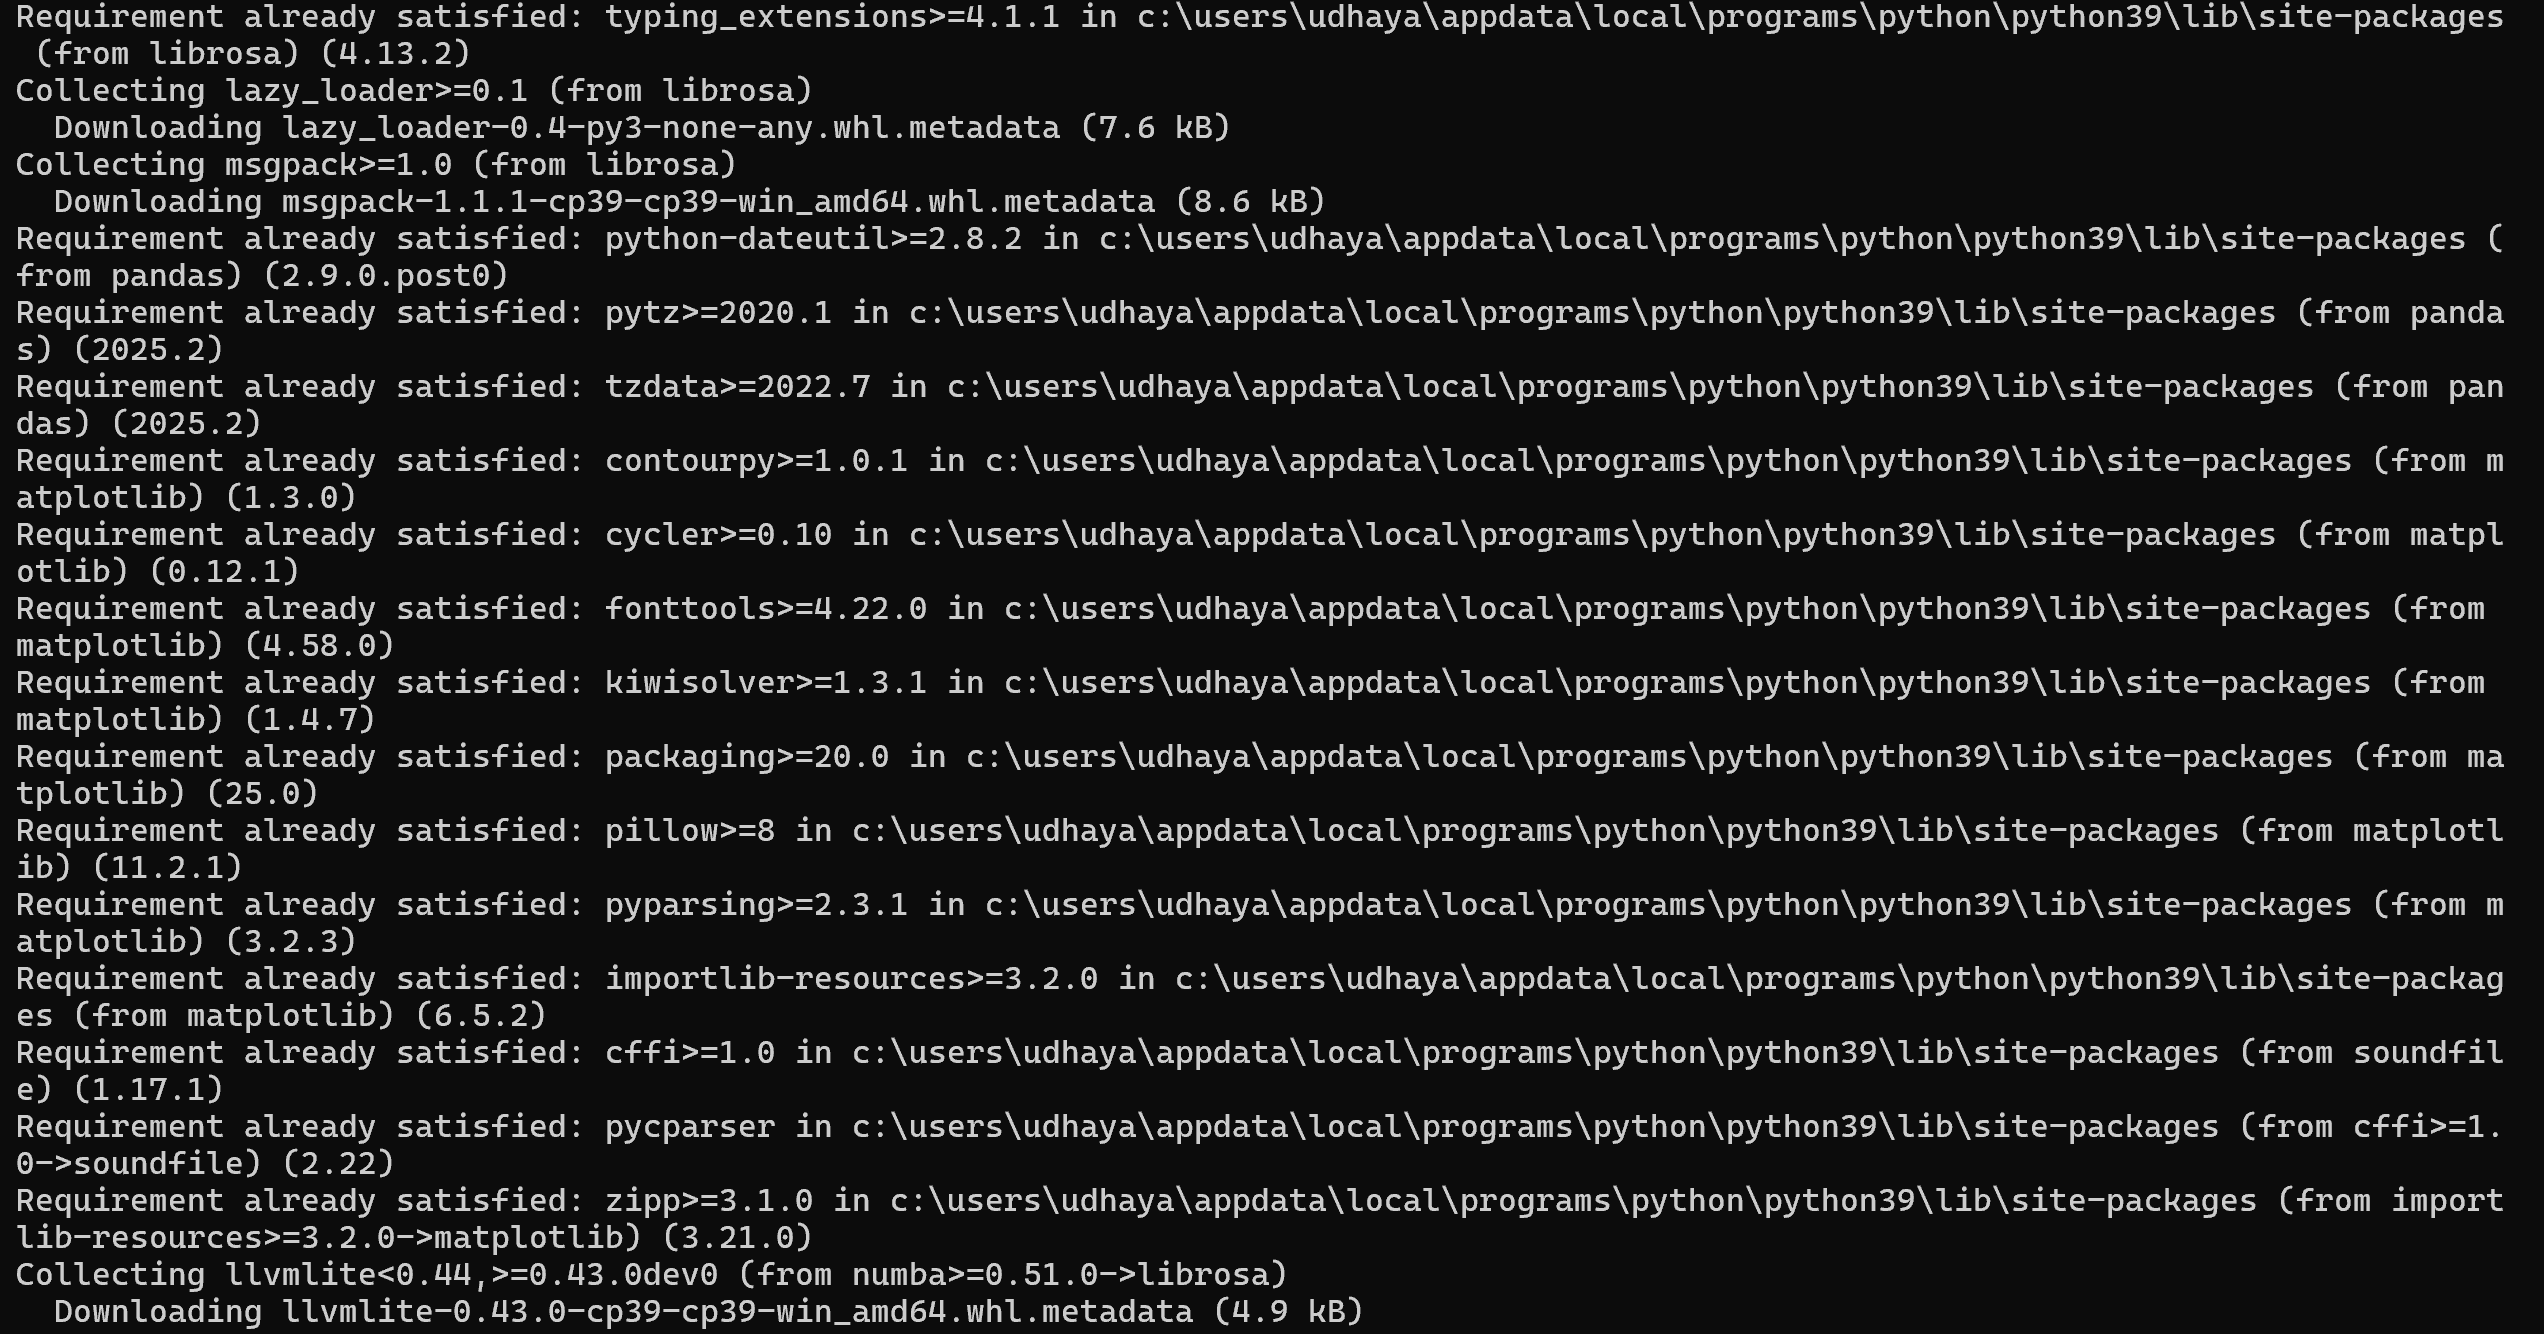 Requirement already satisfied: typing_extensions>=4.1.1 in c:\users\udhaya\appdata\local\programs\python\python39\lib\site-packages
 (from librosa) (4.13.2)
Collecting lazy_loader>=0.1 (from librosa)
  Downloading lazy_loader-0.4-py3-none-any.whl.metadata (7.6 kB)
Collecting msgpack>=1.0 (from librosa)
  Downloading msgpack-1.1.1-cp39-cp39-win_amd64.whl.metadata (8.6 kB)
Requirement already satisfied: python-dateutil>=2.8.2 in c:\users\udhaya\appdata\local\programs\python\python39\lib\site-packages (
from pandas) (2.9.0.post0)
Requirement already satisfied: pytz>=2020.1 in c:\users\udhaya\appdata\local\programs\python\python39\lib\site-packages (from panda
s) (2025.2)
Requirement already satisfied: tzdata>=2022.7 in c:\users\udhaya\appdata\local\programs\python\python39\lib\site-packages (from pan
das) (2025.2)
Requirement already satisfied: contourpy>=1.0.1 in c:\users\udhaya\appdata\local\programs\python\python39\lib\site-packages (from m
atplotlib) (1.3.0)
Requirement already satisfied: cycler>=0.10 in c:\users\udhaya\appdata\local\programs\python\python39\lib\site-packages (from matpl
otlib) (0.12.1)
Requirement already satisfied: fonttools>=4.22.0 in c:\users\udhaya\appdata\local\programs\python\python39\lib\site-packages (from
matplotlib) (4.58.0)
Requirement already satisfied: kiwisolver>=1.3.1 in c:\users\udhaya\appdata\local\programs\python\python39\lib\site-packages (from
matplotlib) (1.4.7)
Requirement already satisfied: packaging>=20.0 in c:\users\udhaya\appdata\local\programs\python\python39\lib\site-packages (from ma
tplotlib) (25.0)
Requirement already satisfied: pillow>=8 in c:\users\udhaya\appdata\local\programs\python\python39\lib\site-packages (from matplotl
ib) (11.2.1)
Requirement already satisfied: pyparsing>=2.3.1 in c:\users\udhaya\appdata\local\programs\python\python39\lib\site-packages (from m
atplotlib) (3.2.3)
Requirement already satisfied: importlib-resources>=3.2.0 in c:\users\udhaya\appdata\local\programs\python\python39\lib\site-packag
es (from matplotlib) (6.5.2)
Requirement already satisfied: cffi>=1.0 in c:\users\udhaya\appdata\local\programs\python\python39\lib\site-packages (from soundfil
e) (1.17.1)
Requirement already satisfied: pycparser in c:\users\udhaya\appdata\local\programs\python\python39\lib\site-packages (from cffi>=1.
0->soundfile) (2.22)
Requirement already satisfied: zipp>=3.1.0 in c:\users\udhaya\appdata\local\programs\python\python39\lib\site-packages (from import
lib-resources>=3.2.0->matplotlib) (3.21.0)
Collecting llvmlite<0.44,>=0.43.0dev0 (from numba>=0.51.0->librosa)
  Downloading llvmlite-0.43.0-cp39-cp39-win_amd64.whl.metadata (4.9 kB)